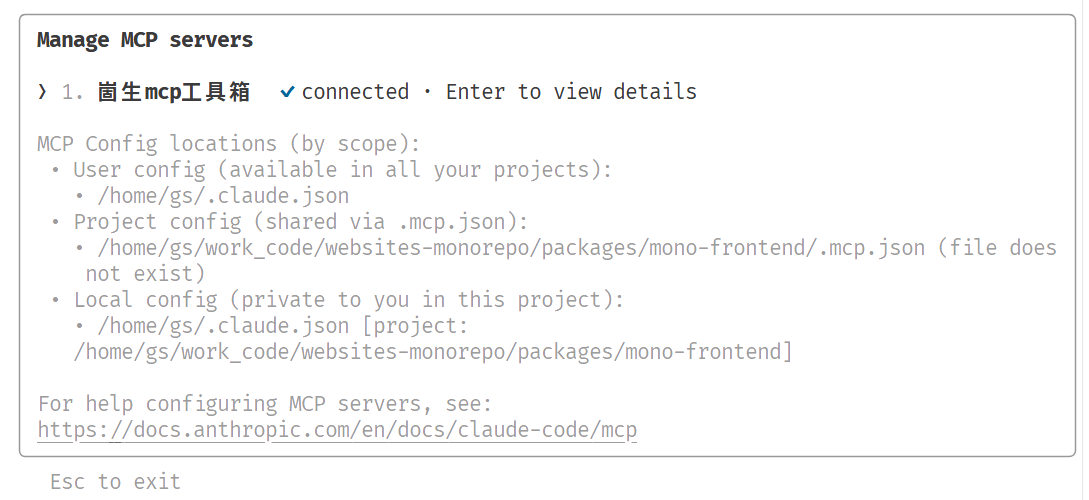 Manage MCP servers
❯ 1. 崮生mcp工具箱 ✔ connected · Enter to view details
MCP Config locations (by scope):
• User config (available in all your projects):
• /home/gs/.claude.json
• Project config (shared via .mcp.json):
• /home/gs/work_code/websites-monorepo/packages/mono-frontend/.mcp.json (file does
not exist)
• Local config (private to you in this project):
• /home/gs/.claude.json [project:
/home/gs/work_code/websites-monorepo/packages/mono-frontend]
For help configuring MCP servers, see:
https://docs.anthropic.com/en/docs/claude-code/mcp
Esc to exit